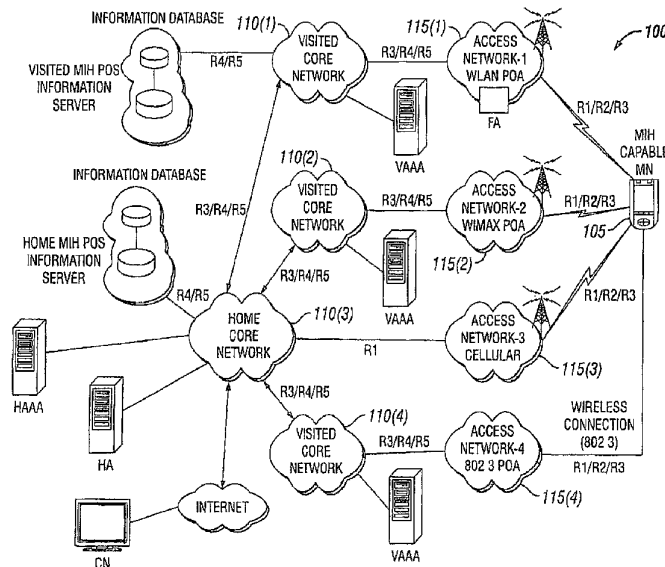 INFORMATION DATABASE
VISITED MIH POS
INFORMATION
SERVER
R4/R5
110(1)
VISITED
CORE
NETWORK
VAAA
R3/R4/R5
115(1)
ACCESS
NETWORK-1
WLAN POA
FA
100
R1/R2/R3
MIH
CAPABLE
MN
105
INFORMATION DATABASE
HOME MIH POS
INFORMATION
SERVER
R4/R5
R3/R4/R5
110(2)
VISITED
CORE
NETWORK
VAAA
R3/R4/R5
ACCESS
NETWORK-2
WIMAX POA
115(2)
R1/R2/R3
R3/R4/R5
HOME
CORE
NETWORK
110(3)
R1
ACCESS
NETWORK-3
CELLULAR
115(3)
R1/R2/R3
HAAA
HA
R3/R4/R5
110(4)
VISITED
CORE
NETWORK
VAAA
R3/R4/R5
ACCESS
NETWORK-4
802 3 POA
115(4)
WIRELESS
CONNECTION
(802 3)
R1/R2/R3
INTERNET
CN